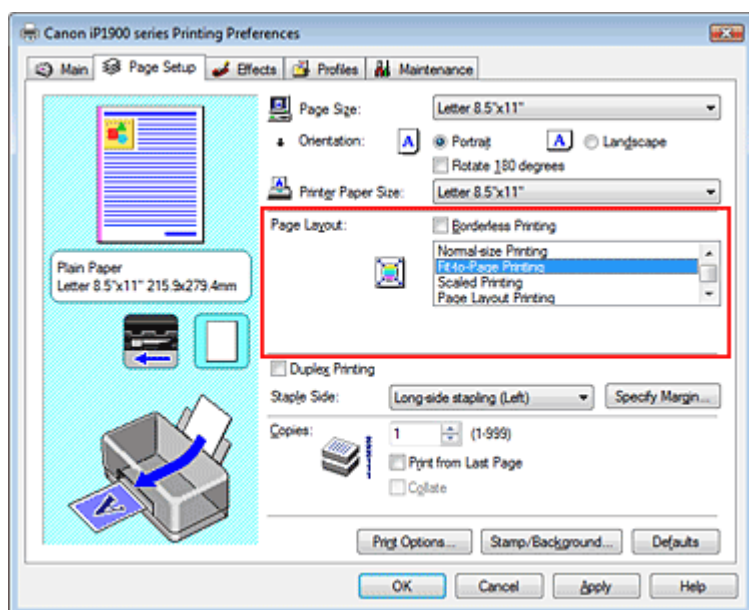 Canon iP1900 series Printing Preferences
Main Page Setup Effects Profiles Maintenance
Page Size: Letter 8.5"x11"
Orientation: A Portrait A Landscape
Rotate 180 degrees
Printer Paper Size: Letter 8.5"x11"
Page Layout: Borderless Printing
Normal-size Printing
Fit-to-Page Printing
Scaled Printing
Page Layout Printing
Plain Paper
Letter 8.5"x11" 215.9x279.4mm
Duplex Printing
Staple Side: Long-side stapling (Left) Specify Margin...
Copies: 1 (1-999)
Print from Last Page
Collate
Print Options... Stamp/Background... Defaults
OK Cancel Apply Help